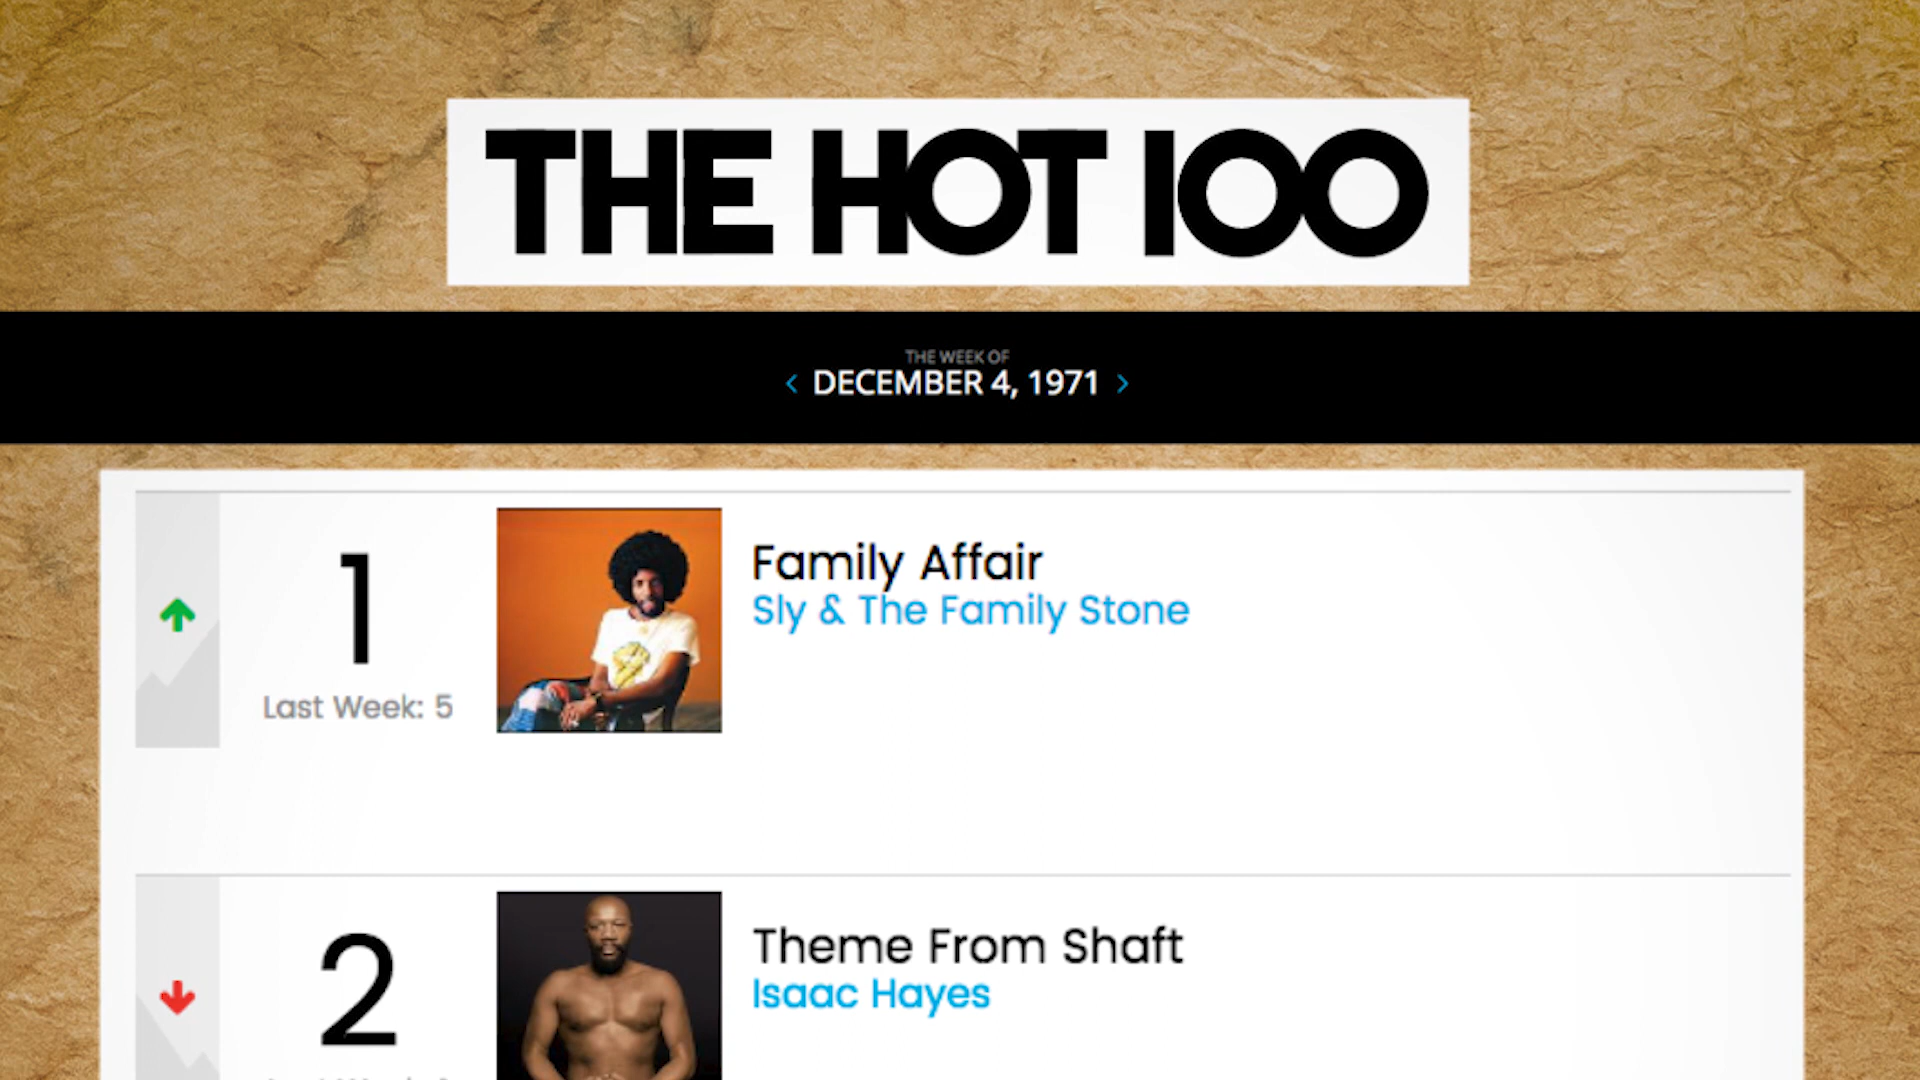 THE HOT 100
THE WEEK OF
< DECEMBER 4, 1971 >
1
Last Week: 5
Family Affair
Sly & The Family Stone
2
Theme From Shaft
Isaac Hayes